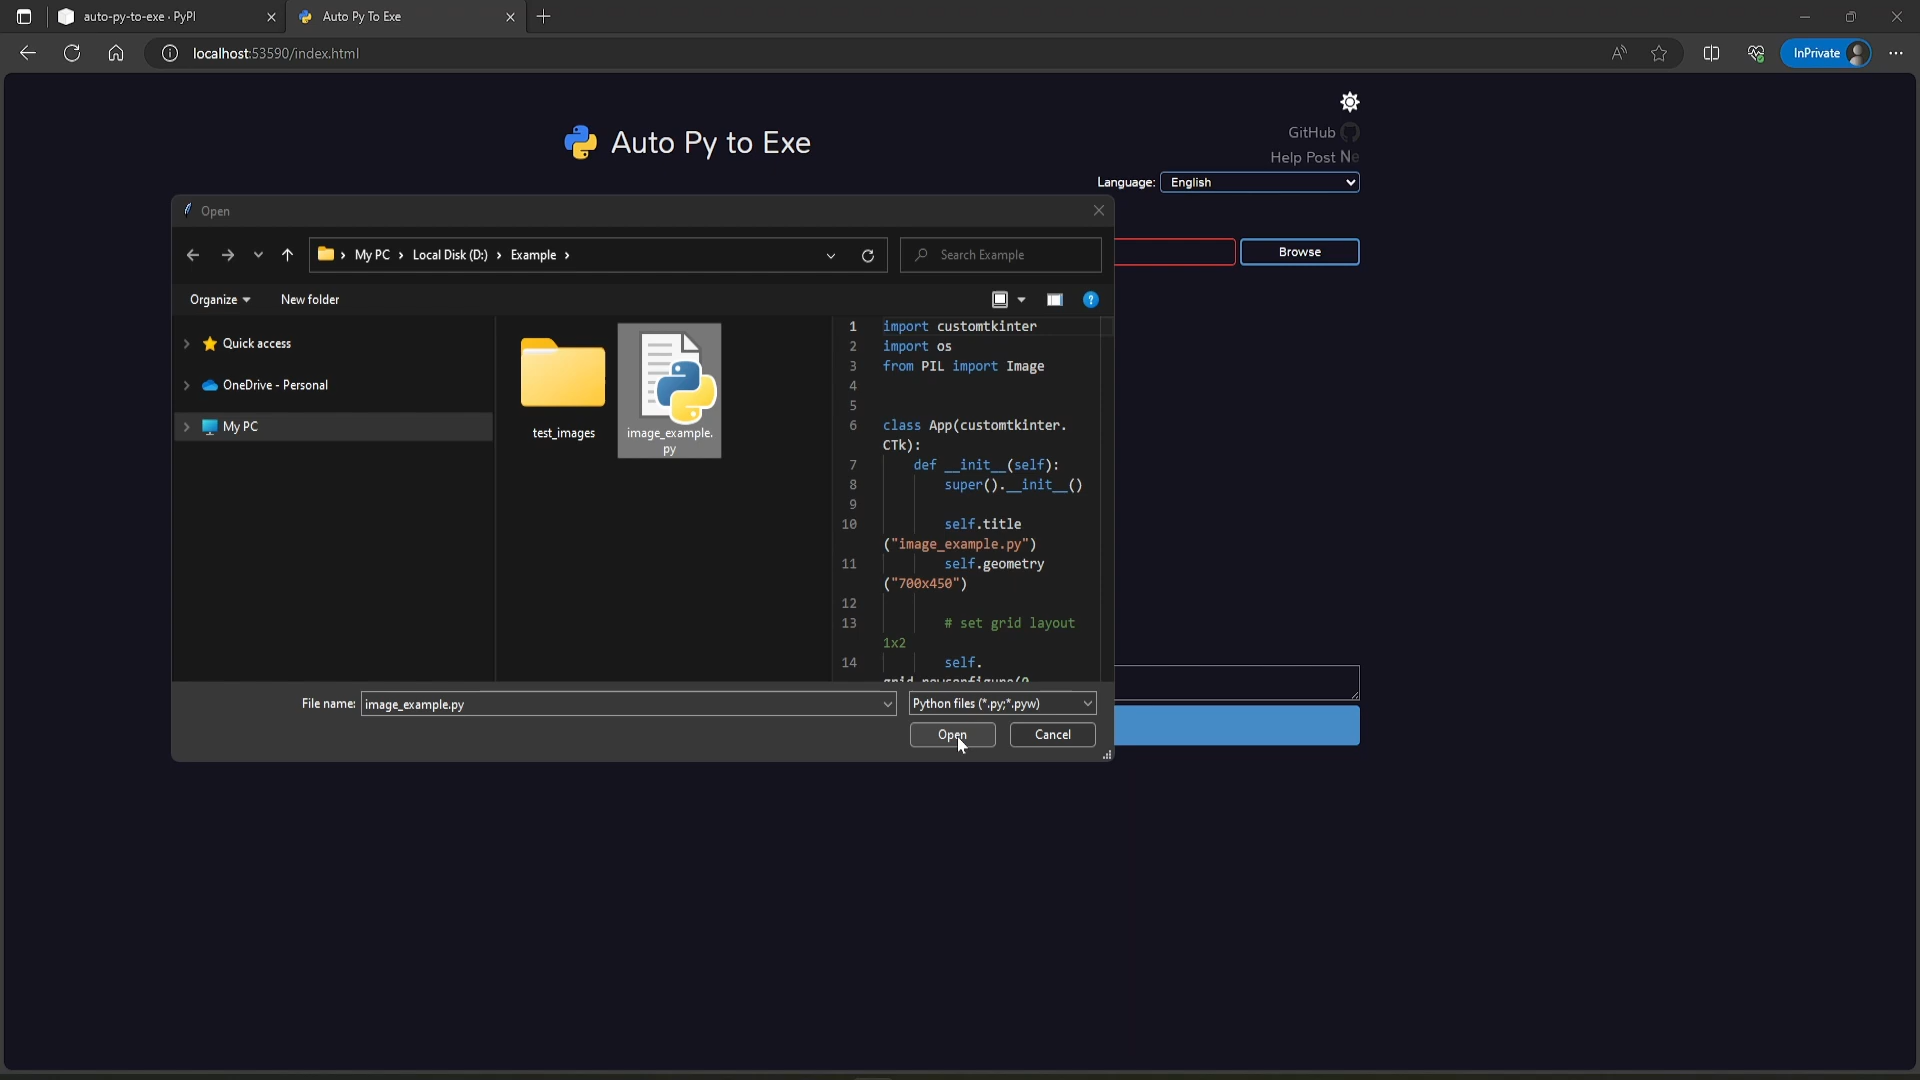 auto-py-to-exe · PyPI
Auto Py To Exe
localhost:53590/index.html
InPrivate
Auto Py to Exe
GitHub
Help Post Ne
Language: English
Open
My PC › Local Disk (D:) › Example ›
Search Example
Browse
Organize
New folder
Quick access
OneDrive - Personal
My PC
test_images
image_example.
py
1 import customtkinter
2 import os
3 from PIL import Image
4
5
6 class App(customtkinter.
CTk):
7 def __init__(self):
8 super().__init__()
9
10 self.title
("image_example.py")
11 self.geometry
("700x450")
12
13 # set grid layout
1x2
14 self.
File name: image_example.py
Python files (*.py;*.pyw)
Open
Cancel